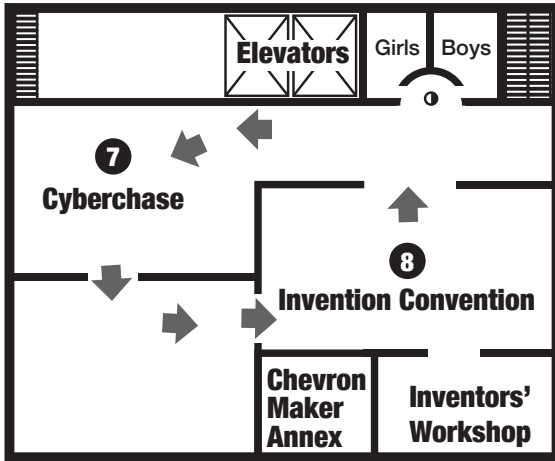 Elevators
Girls
Boys
7
Cyberchase
8
Invention Convention
Chevron
Maker
Annex
Inventors'
Workshop